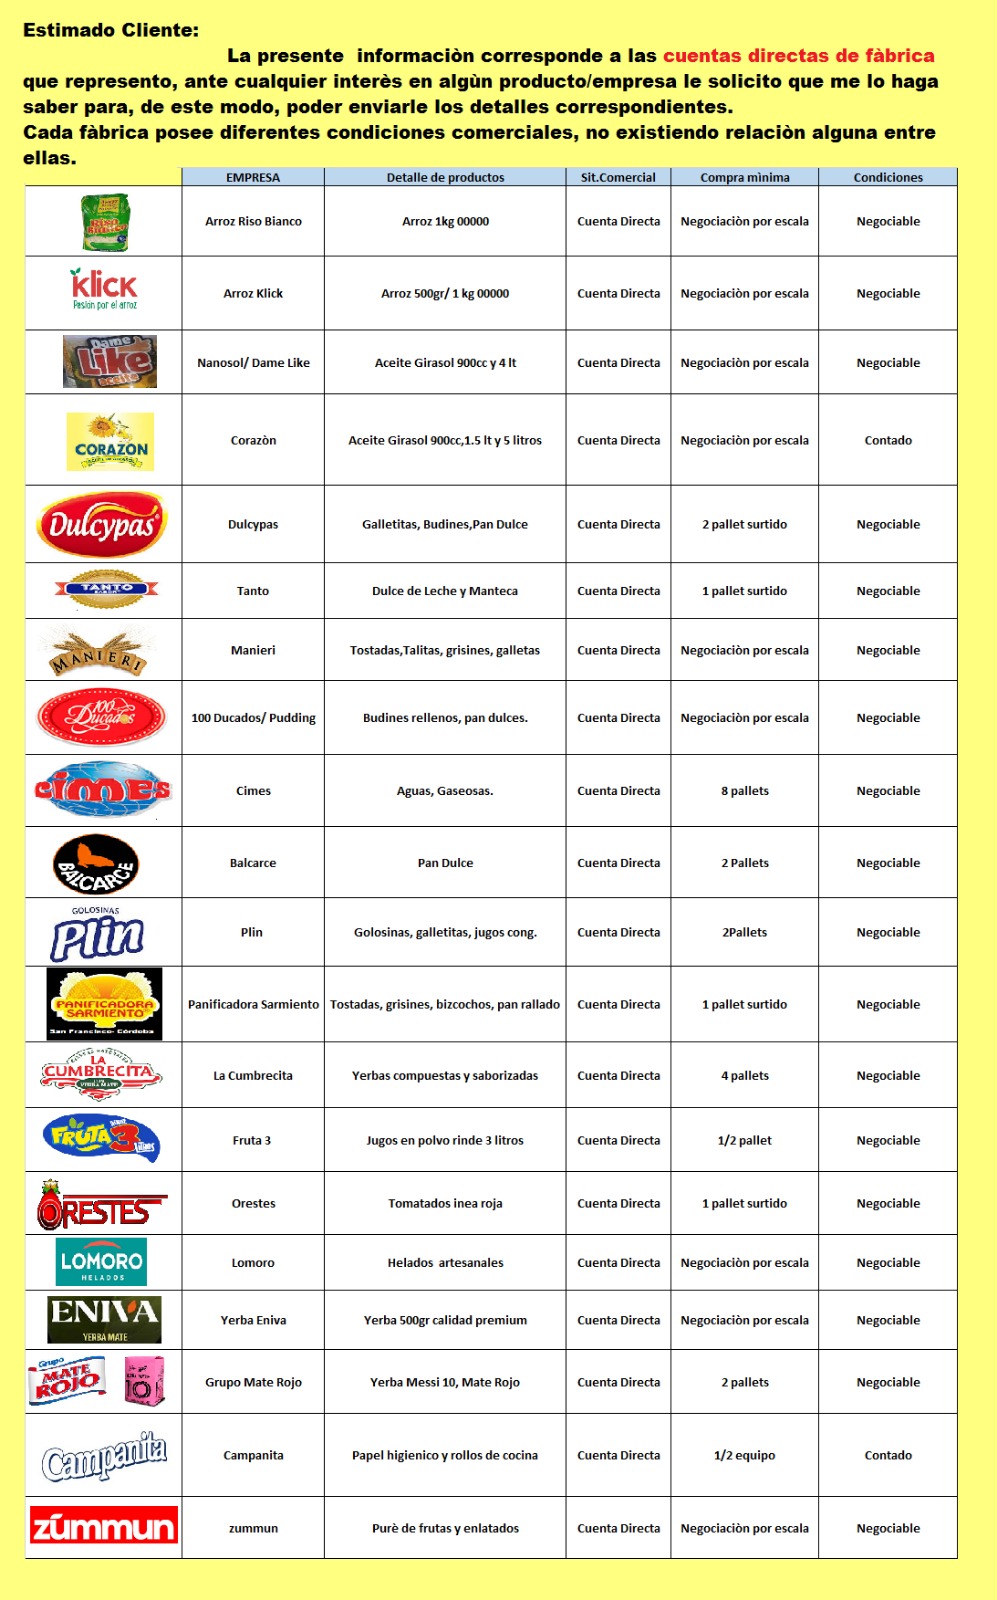 Estimado Cliente:
La presente informaciòn corresponde a las cuentas directas de fàbrica
que represento, ante cualquier interès en algùn producto/empresa le solicito que me lo haga
saber para, de este modo, poder enviarle los detalles correspondientes.
Cada fàbrica posee diferentes condiciones comerciales, no existiendo relaciòn alguna entre
ellas.
EMPRESA Detalle de productos Sit.Comercial Compra mìnima Condiciones
RISO BIANCO Arroz Riso Bianco Arroz 1kg 00000 Cuenta Directa Negociaciòn por escala Negociable
klick
Pasión por el arroz
Arroz Klick Arroz 500gr/ 1 kg 00000 Cuenta Directa Negociaciòn por escala Negociable
Dame
Like
aceite
Nanosol/ Dame Like Aceite Girasol 900cc y 4 lt Cuenta Directa Negociaciòn por escala Negociable
CORAZON Corazòn Aceite Girasol 900cc,1.5 lt y 5 litros Cuenta Directa Negociaciòn por escala Contado
Dulcypas Dulcypas Galletitas, Budines,Pan Dulce Cuenta Directa 2 pallet surtido Negociable
TANTO Tanto Dulce de Leche y Manteca Cuenta Directa 1 pallet surtido Negociable
MANIERI Manieri Tostadas,Talitas, grisines, galletas Cuenta Directa Negociaciòn por escala Negociable
100
Ducados
100 Ducados/ Pudding Budines rellenos, pan dulces. Cuenta Directa Negociaciòn por escala Negociable
cimes Cimes Aguas, Gaseosas. Cuenta Directa 8 pallets Negociable
BALCARCE Balcarce Pan Dulce Cuenta Directa 2 Pallets Negociable
GOLOSINAS
Plin
Plin Golosinas, galletitas, jugos cong. Cuenta Directa 2Pallets Negociable
PANIFICADORA
SARMIENTO
San Francisco- Córdoba
Panificadora Sarmiento Tostadas, grisines, bizcochos, pan rallado Cuenta Directa 1 pallet surtido Negociable
LA
CUMBRECITA
La Cumbrecita Yerbas compuestas y saborizadas Cuenta Directa 4 pallets Negociable
FRUTA 3 Fruta 3 Jugos en polvo rinde 3 litros Cuenta Directa 1/2 pallet Negociable
ORESTES Orestes Tomatados inea roja Cuenta Directa 1 pallet surtido Negociable
LOMORO
HELADOS
Lomoro Helados artesanales Cuenta Directa Negociaciòn por escala Negociable
ENIVA
YERBA MATE
Yerba Eniva Yerba 500gr calidad premium Cuenta Directa Negociaciòn por escala Negociable
Grupo
MATE
ROJO
10
Grupo Mate Rojo Yerba Messi 10, Mate Rojo Cuenta Directa 2 pallets Negociable
Campanita Campanita Papel higienico y rollos de cocina Cuenta Directa 1/2 equipo Contado
zümmun zummun Purè de frutas y enlatados Cuenta Directa Negociaciòn por escala Negociable